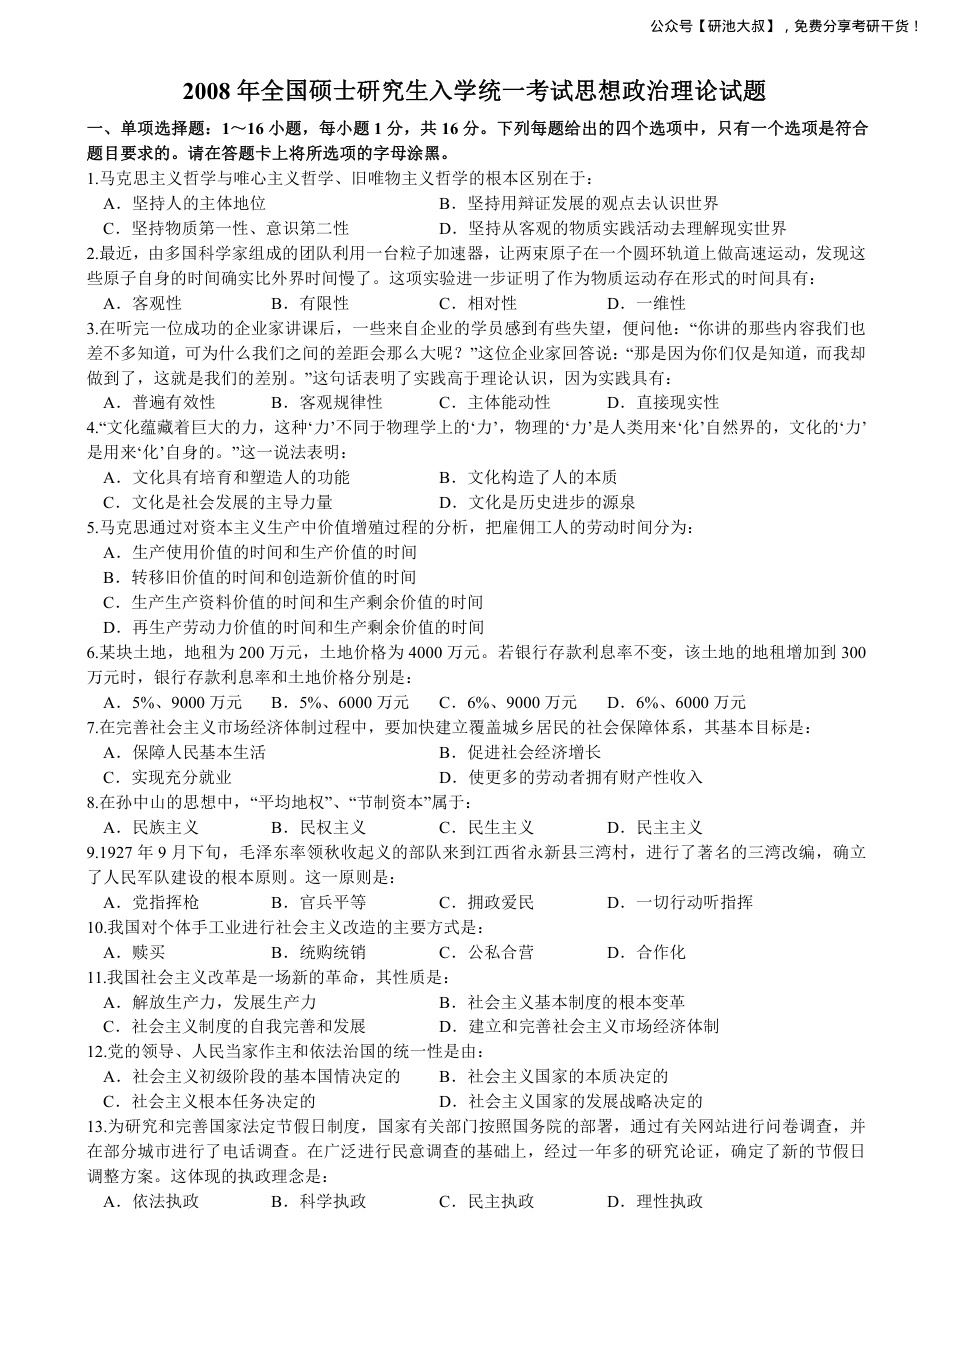 公众号【研池大叔】，免费分享考研干货！
2008 年全国硕士研究生入学统一考试思想政治理论试题
一、单项选择题：1～16 小题，每小题 1 分，共 16 分。下列每题给出的四个选项中，只有一个选项是符合
题目要求的。请在答题卡上将所选项的字母涂黑。
1.马克思主义哲学与唯心主义哲学、旧唯物主义哲学的根本区别在于:
A．坚持人的主体地位 B．坚持用辩证发展的观点去认识世界
C．坚持物质第一性、意识第二性 D．坚持从客观的物质实践活动去理解现实世界
2.最近，由多国科学家组成的团队利用一台粒子加速器，让两束原子在一个圆环轨道上做高速运动，发现这
些原子自身的时间确实比外界时间慢了。这项实验进一步证明了作为物质运动存在形式的时间具有:
A．客观性 B．有限性 C．相对性 D．一维性
3.在听完一位成功的企业家讲课后，一些来自企业的学员感到有些失望，便问他：“你讲的那些内容我们也
差不多知道，可为什么我们之间的差距会那么大呢？”这位企业家回答说：“那是因为你们仅是知道，而我却
做到了，这就是我们的差别。”这句话表明了实践高于理论认识，因为实践具有:
A．普遍有效性 B．客观规律性 C．主体能动性 D．直接现实性
4.“文化蕴藏着巨大的力，这种‘力’不同于物理学上的‘力’，物理的‘力’是人类用来‘化’自然界的，文化的‘力’
是用来‘化’自身的。”这一说法表明:
A．文化具有培育和塑造人的功能 B．文化构造了人的本质
C．文化是社会发展的主导力量 D．文化是历史进步的源泉
5.马克思通过对资本主义生产中价值增殖过程的分析，把雇佣工人的劳动时间分为:
A．生产使用价值的时间和生产价值的时间
B．转移旧价值的时间和创造新价值的时间
C．生产生产资料价值的时间和生产剩余价值的时间
D．再生产劳动力价值的时间和生产剩余价值的时间
6.某块土地，地租为 200 万元，土地价格为 4000 万元。若银行存款利息率不变，该土地的地租增加到 300
万元时，银行存款利息率和土地价格分别是:
A．5%、9000 万元 B．5%、6000 万元 C．6%、9000 万元 D．6%、6000 万元
7.在完善社会主义市场经济体制过程中，要加快建立覆盖城乡居民的社会保障体系，其基本目标是:
A．保障人民基本生活 B．促进社会经济增长
C．实现充分就业 D．使更多的劳动者拥有财产性收入
8.在孙中山的思想中，“平均地权”、“节制资本”属于:
A．民族主义 B．民权主义 C．民生主义 D．民主主义
9.1927 年 9 月下旬，毛泽东率领秋收起义的部队来到江西省永新县三湾村，进行了著名的三湾改编，确立
了人民军队建设的根本原则。这一原则是:
A．党指挥枪 B．官兵平等 C．拥政爱民 D．一切行动听指挥
10.我国对个体手工业进行社会主义改造的主要方式是:
A．赎买 B．统购统销 C．公私合营 D．合作化
11.我国社会主义改革是一场新的革命，其性质是:
A．解放生产力，发展生产力 B．社会主义基本制度的根本变革
C．社会主义制度的自我完善和发展 D．建立和完善社会主义市场经济体制
12.党的领导、人民当家作主和依法治国的统一性是由:
A．社会主义初级阶段的基本国情决定的 B．社会主义国家的本质决定的
C．社会主义根本任务决定的 D．社会主义国家的发展战略决定的
13.为研究和完善国家法定节假日制度，国家有关部门按照国务院的部署，通过有关网站进行问卷调查，并
在部分城市进行了电话调查。在广泛进行民意调查的基础上，经过一年多的研究论证，确定了新的节假日
调整方案。这体现的执政理念是:
A．依法执政 B．科学执政 C．民主执政 D．理性执政